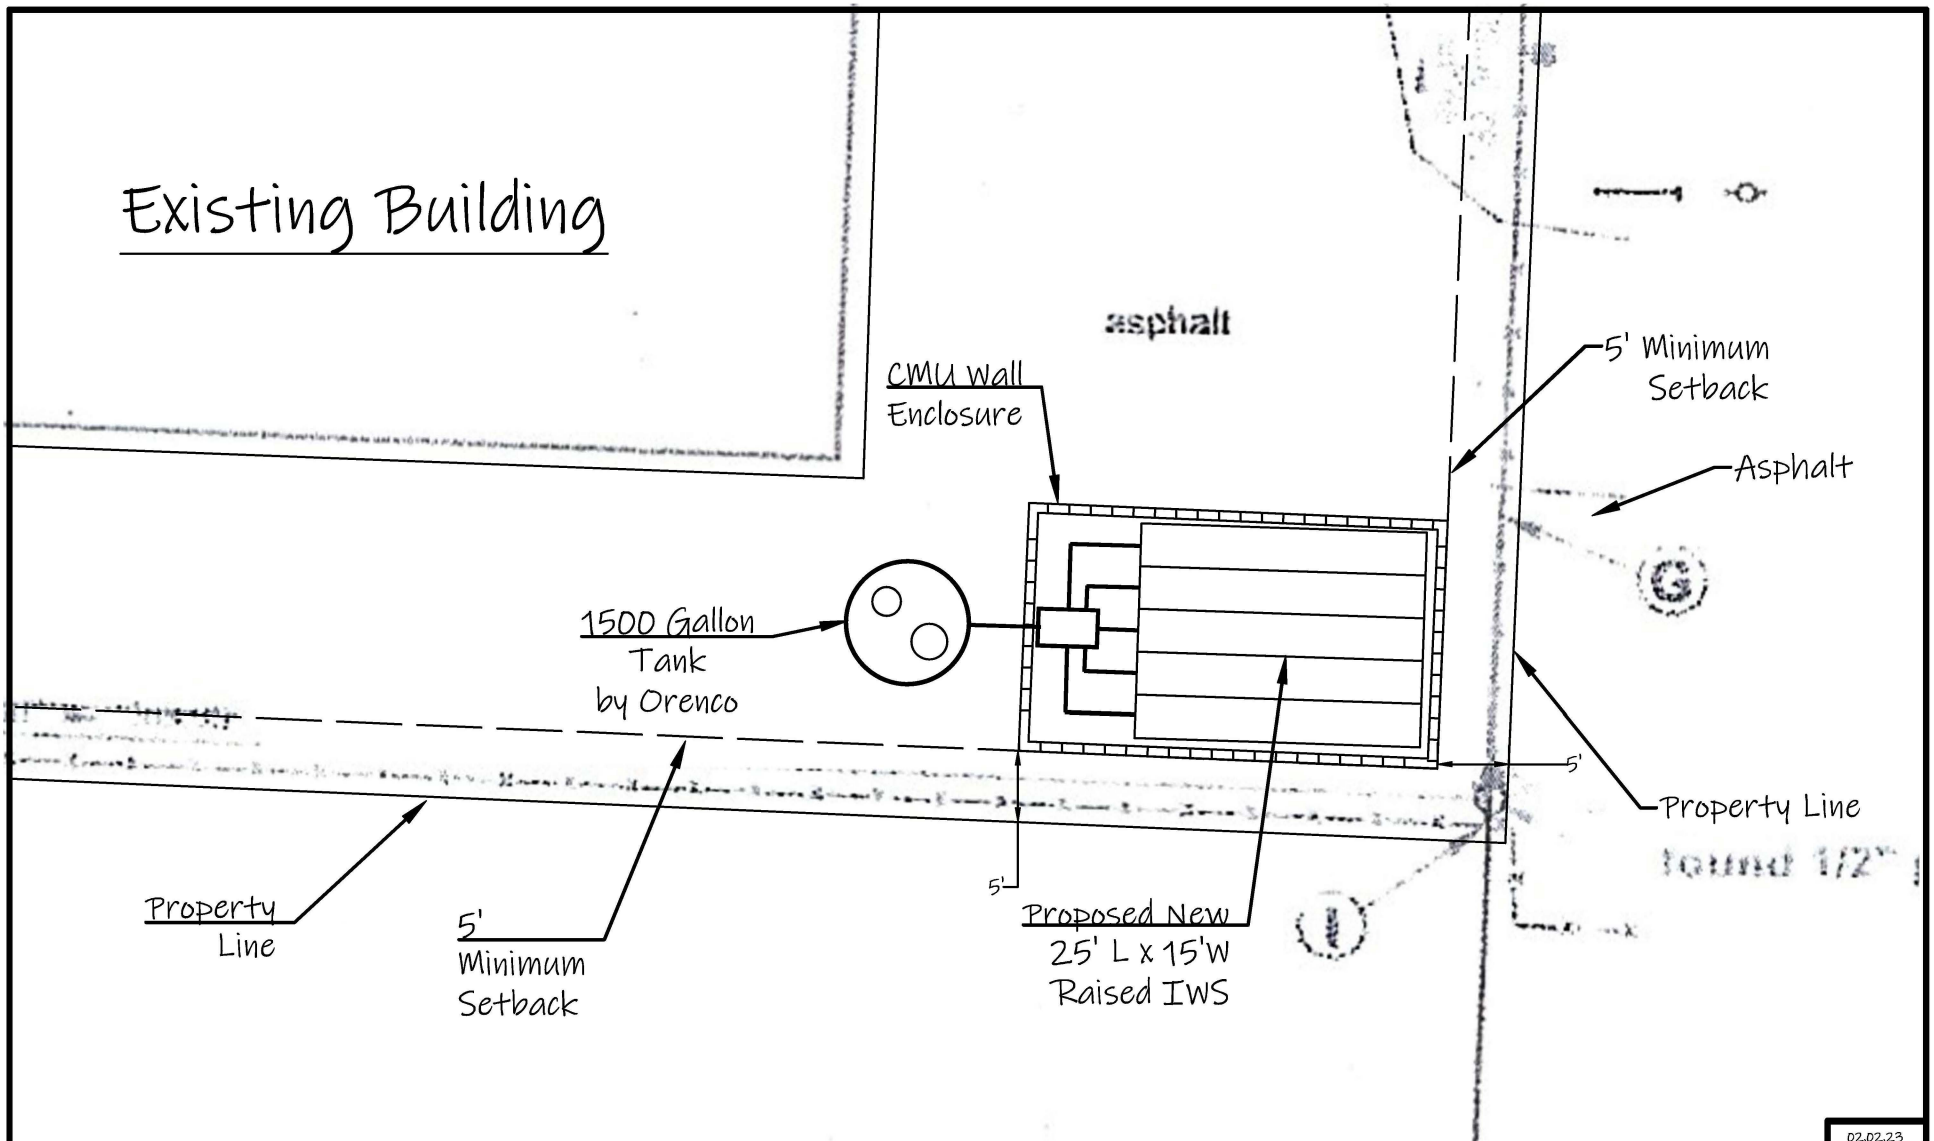 Existing Building
asphalt
5' Minimum
Setback
CMU Wall
Enclosure
Asphalt
G
1500 Gallon
Tank
by Orenco
5'
Property Line
found 1/2"
5'
Property
Line
5'
Minimum
Setback
Proposed New
25' L x 15'W
Raised IWS
I
02.02.23